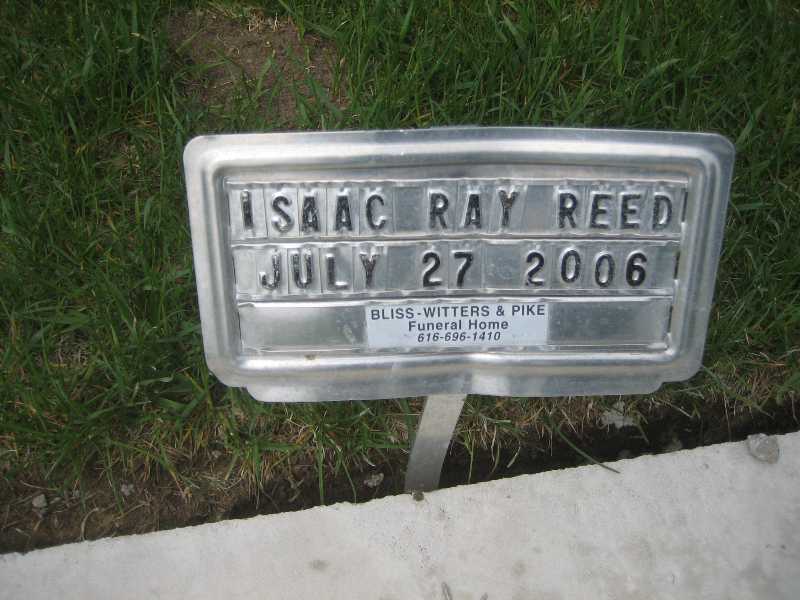 ISAAC RAY REED
JULY 27 2006
BLISS-WITTERS & PIKE
Funeral Home
616-696-1410